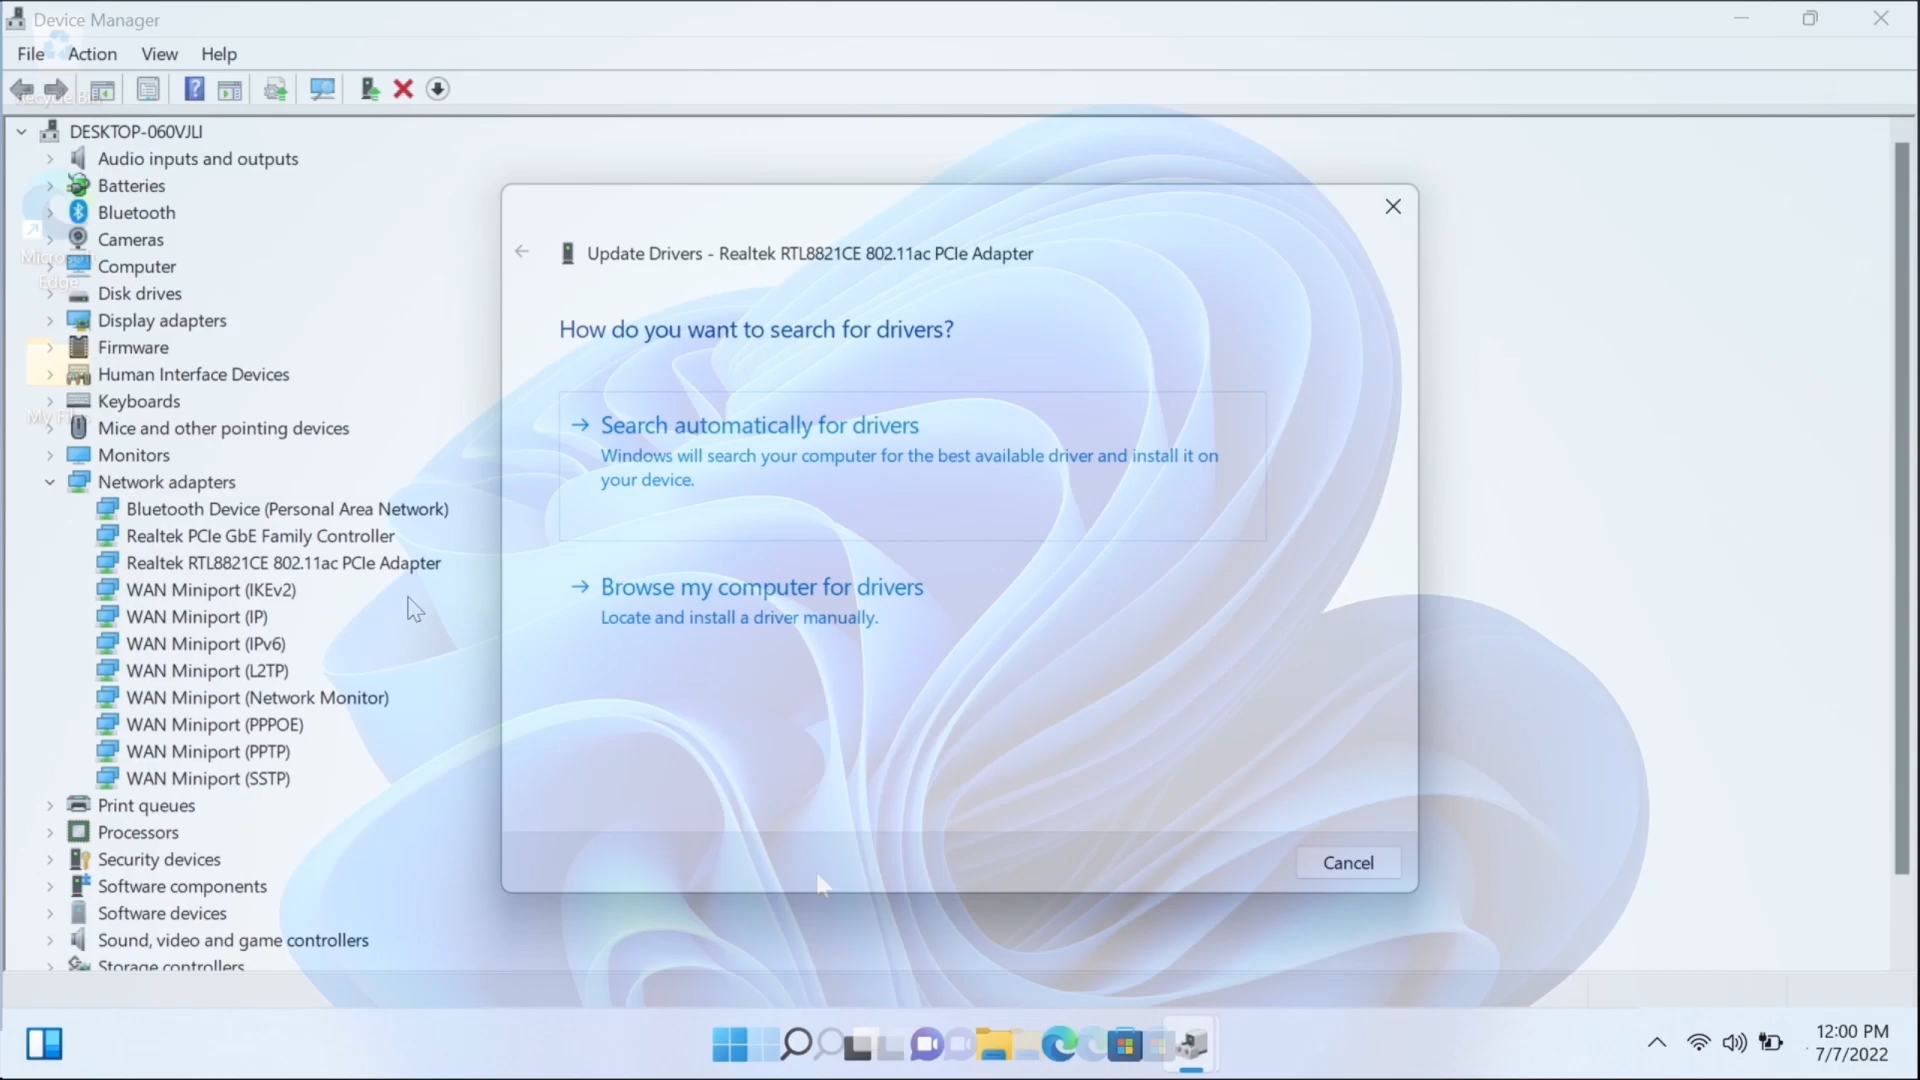 Device Manager
File Action View Help
Recycle Bin
DESKTOP-060VJLI
Audio inputs and outputs
Batteries
Bluetooth
Cameras
Microsoft
Edge
Computer
Disk drives
Display adapters
Firmware
Human Interface Devices
Keyboards
My Files
Mice and other pointing devices
Monitors
Network adapters
Bluetooth Device (Personal Area Network)
Realtek PCIe GbE Family Controller
Realtek RTL8821CE 802.11ac PCIe Adapter
WAN Miniport (IKEv2)
WAN Miniport (IP)
WAN Miniport (IPv6)
WAN Miniport (L2TP)
WAN Miniport (Network Monitor)
WAN Miniport (PPPOE)
WAN Miniport (PPTP)
WAN Miniport (SSTP)
Print queues
Processors
Security devices
Software components
Software devices
Sound, video and game controllers
Storage controllers
Update Drivers - Realtek RTL8821CE 802.11ac PCIe Adapter
How do you want to search for drivers?
Search automatically for drivers
Windows will search your computer for the best available driver and install it on
your device.
Browse my computer for drivers
Locate and install a driver manually.
Cancel
12:00 PM
7/7/2022